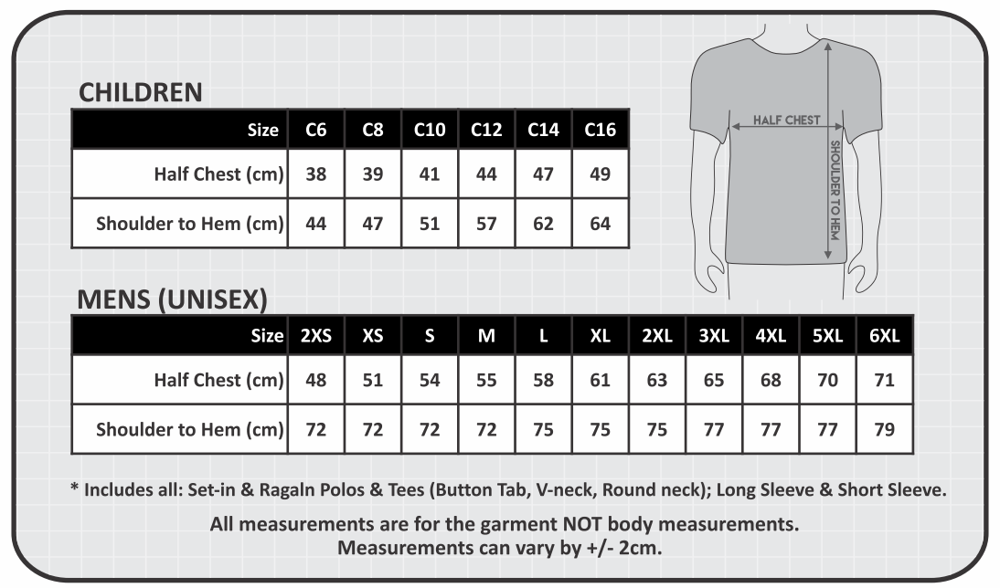 CHILDREN
Size C6 C8 C10 C12 C14 C16
Half Chest (cm) 38 39 41 44 47 49
Shoulder to Hem (cm) 44 47 51 57 62 64
HALF CHEST
SHOULDER TO HEM
MENS (UNISEX)
Size 2XS XS S M L XL 2XL 3XL 4XL 5XL 6XL
Half Chest (cm) 48 51 54 55 58 61 63 65 68 70 71
Shoulder to Hem (cm) 72 72 72 72 75 75 75 77 77 77 79
* Includes all: Set-in & Ragaln Polos & Tees (Button Tab, V-neck, Round neck); Long Sleeve & Short Sleeve.
All measurements are for the garment NOT body measurements.
Measurements can vary by +/- 2cm.